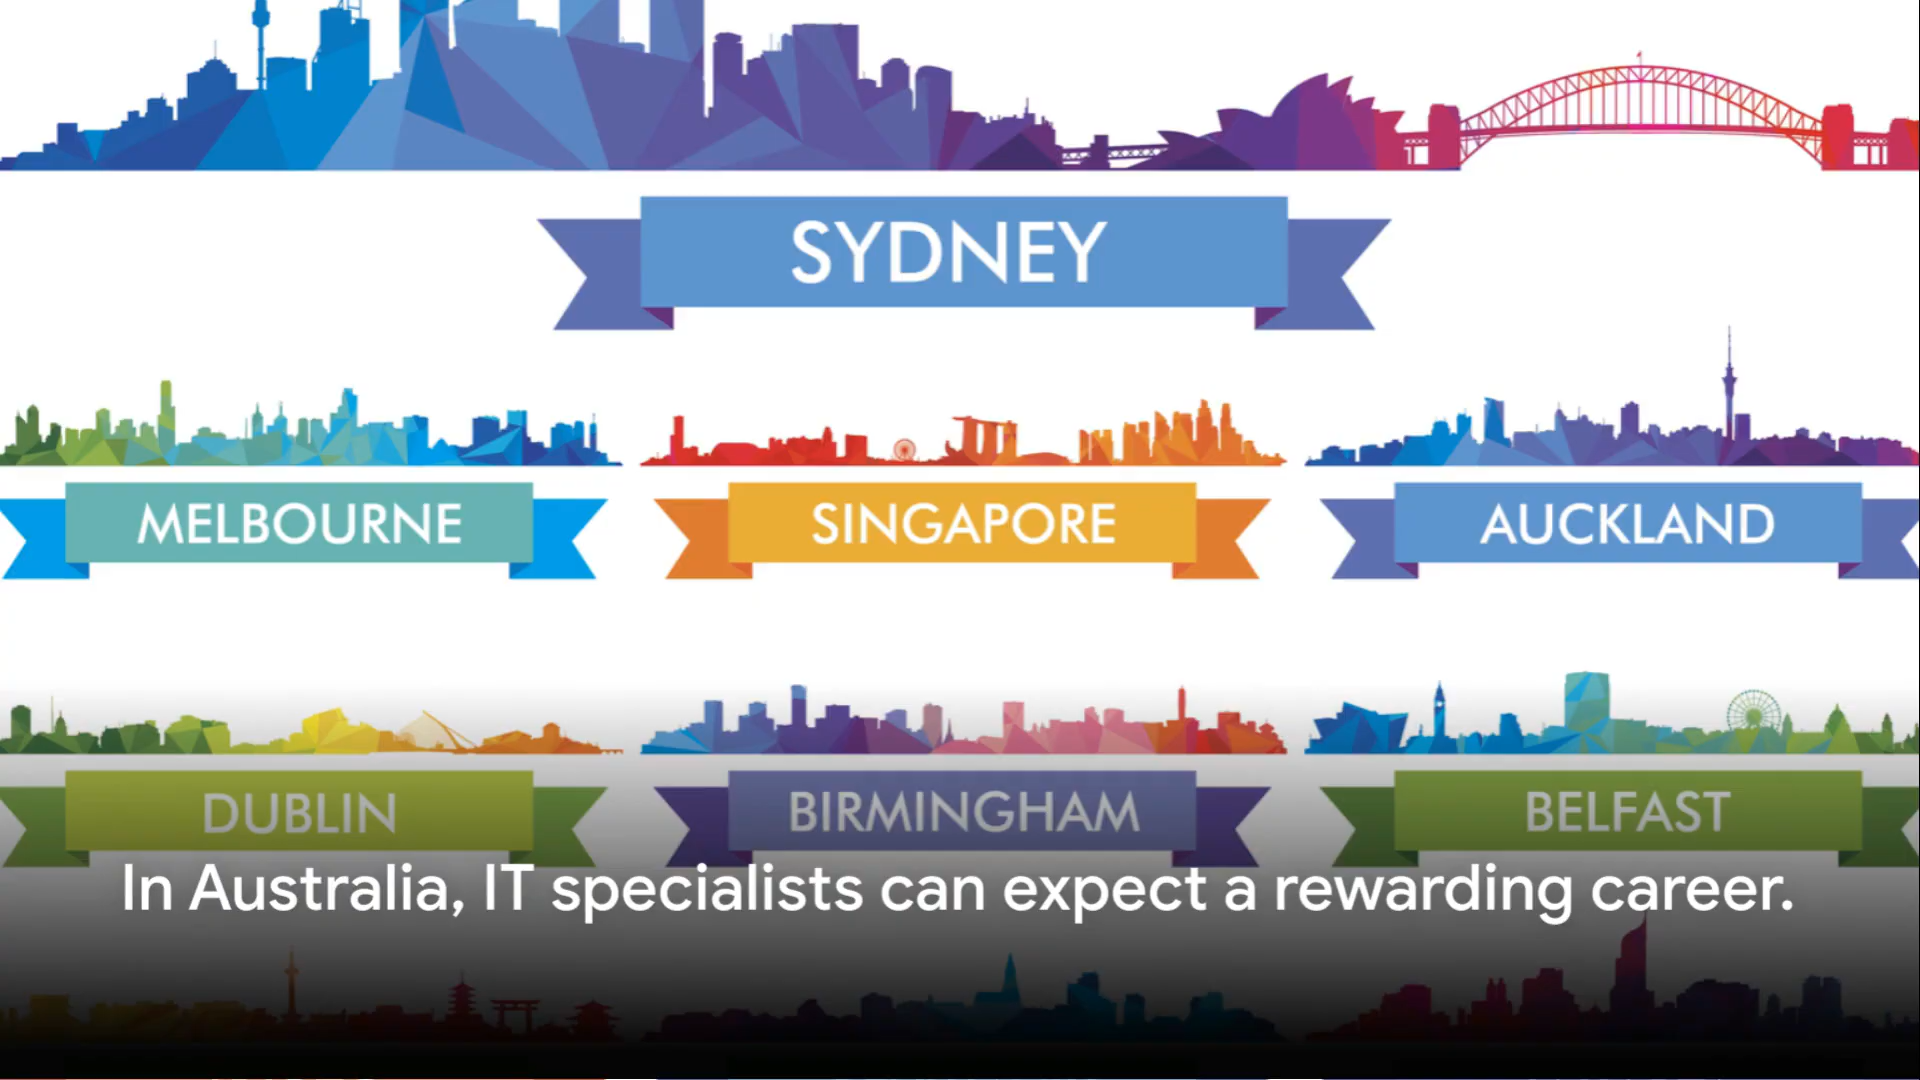 SYDNEY
MELBOURNE
SINGAPORE
AUCKLAND
DUBLIN
BIRMINGHAM
BELFAST
In Australia, IT specialists can expect a rewarding career.